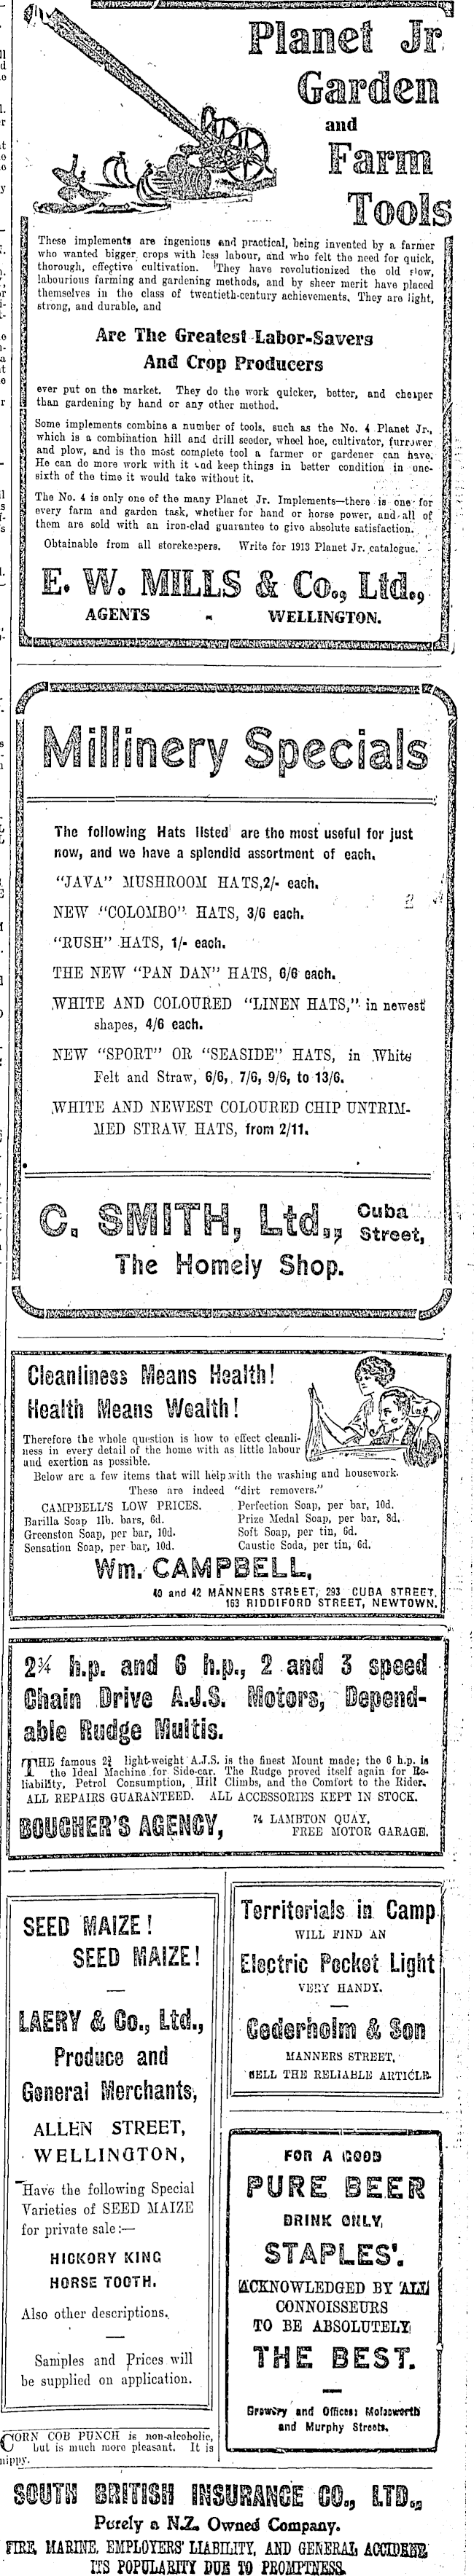 Planet Jr
Garden
and
Farm
Tools
These implements are ingenious and practical, being invented by a farmer
who wanted bigger crops with less labour, and who felt the need for quick,
thorough, effective cultivation. They have revolutionized the old slow,
labourious farming and gardening methods, and by sheer merit have placed
themselves in the class of twentieth-century achievements. They are light,
strong, and durable, and
Are The Greatest Labor-Savers
And Crop Producers
ever put on the market. They do the work quicker, better, and cheaper
than gardening by hand or any other method.
Some implements combine a number of tools, such as the No. 4 Planet Jr.,
which is a combination hill and drill seeder, wheel hoe, cultivator, furrower
and plow, and is the most complete tool a farmer or gardener can have.
He can do more work with it and keep things in better condition in one-
sixth of the time it would take without it.
The No. 4 is only one of the many Planet Jr. Implements—there is one for
every farm and garden task, whether for hand or horse power, and all of
them are sold with an iron-clad guarantee to give absolute satisfaction.
Obtainable from all storekeepers. Write for 1913 Planet Jr. catalogue.
E. W. MILLS & Co., Ltd.,
AGENTS - WELLINGTON.
Millinery Specials
The following Hats listed are the most useful for just
now, and we have a splendid assortment of each.
"JAVA" MUSHROOM HATS, 2/- each.
NEW "COLOMBO" HATS, 3/6 each.
"RUSH" HATS, 1/- each.
THE NEW "PAN DAN" HATS, 6/6 each.
WHITE AND COLOURED "LINEN HATS," in newest
shapes, 4/6 each.
NEW "SPORT" OR "SEASIDE" HATS, in White
Felt and Straw, 6/6, 7/6, 9/6, to 13/6.
WHITE AND NEWEST COLOURED CHIP UNTRIM-
MED STRAW HATS, from 2/11.
C. SMITH, Ltd., Cuba Street,
The Homely Shop.
Cleanliness Means Health!
Health Means Wealth!
Therefore the whole question is how to effect cleanli-
ness in every detail of the home with as little labour
and exertion as possible.
Below are a few items that will help with the washing and housework.
These are indeed "dirt removers."
CAMPBELL'S LOW PRICES. Perfection Soap, per bar, 10d.
Barilla Soap 1lb. bars, 6d. Prize Medal Soap, per bar, 8d.
Greenston Soap, per bar, 10d. Soft Soap, per tin, 6d.
Sensation Soap, per bar, 10d. Caustic Soda, per tin, 6d.
Wm. CAMPBELL,
40 and 42 MANNERS STREET, 293 CUBA STREET.
163 RIDDIFORD STREET, NEWTOWN.
2¾ h.p. and 6 h.p., 2 and 3 speed
Chain Drive A.J.S. Motors, Depend-
able Rudge Multis.
THE famous 2¾ light-weight A.J.S. is the finest Mount made; the 6 h.p. is
the Ideal Machine for Side-car. The Rudge proved itself again for Re-
liability, Petrol Consumption, Hill Climbs, and the Comfort to the Rider.
ALL REPAIRS GUARANTEED. ALL ACCESSORIES KEPT IN STOCK.
BOUCHER'S AGENCY, 74 LAMBTON QUAY,
FREE MOTOR GARAGE.
SEED MAIZE!
SEED MAIZE!
LAERY & Co., Ltd.,
Produce and
General Merchants,
ALLEN STREET,
WELLINGTON,
Have the following Special
Varieties of SEED MAIZE
for private sale:—
HICKORY KING
HORSE TOOTH.
Also other descriptions.
Samples and Prices will
be supplied on application.
CORN COB PUNCH is non-alcoholic,
but is much more pleasant. It is
nippy.
Territorials in Camp
WILL FIND AN
Electric Pocket Light
VERY HANDY.
Cederholm & Son
MANNERS STREET,
SELL THE RELIABLE ARTICLE.
FOR A GOOD
PURE BEER
DRINK ONLY
STAPLES'.
ACKNOWLEDGED BY ALL
CONNOISSEURS
TO BE ABSOLUTELY
THE BEST.
Brewery and Offices: Molesworth
and Murphy Streets.
SOUTH BRITISH INSURANCE CO., LTD.,
Purely a N.Z. Owned Company.
FIRE, MARINE, EMPLOYERS' LIABILITY, AND GENERAL ACCIDENT
ITS POPULARITY DUE TO PROMPTNESS.